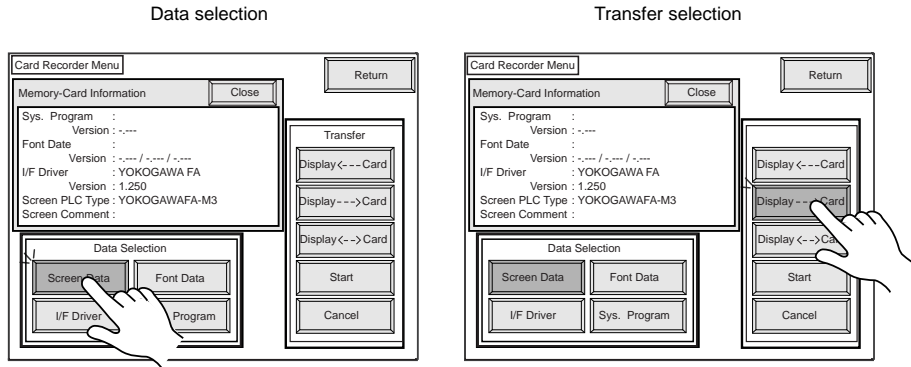 Data selection
Card Recorder Menu
Return
Memory-Card Information
Close
Sys. Program :
Version : -.---
Font Date :
Version : -.--- / -.--- / -.---
I/F Driver : YOKOGAWA FA
Version : 1.250
Screen PLC Type : YOKOGAWAFA-M3
Screen Comment :
Transfer
Display<---Card
Display--->Card
Display<-->Card
Start
Cancel
Data Selection
Screen Data
Font Data
I/F Driver
Program
Transfer selection
Card Recorder Menu
Return
Memory-Card Information
Close
Sys. Program :
Version : -.---
Font Date :
Version : -.--- / -.--- / -.---
I/F Driver : YOKOGAWA FA
Version : 1.250
Screen PLC Type : YOKOGAWAFA-M3
Screen Comment :
Display<---Card
Display---Card
Display<-->Ca
Start
Cancel
Data Selection
Screen Data
Font Data
I/F Driver
Sys. Program